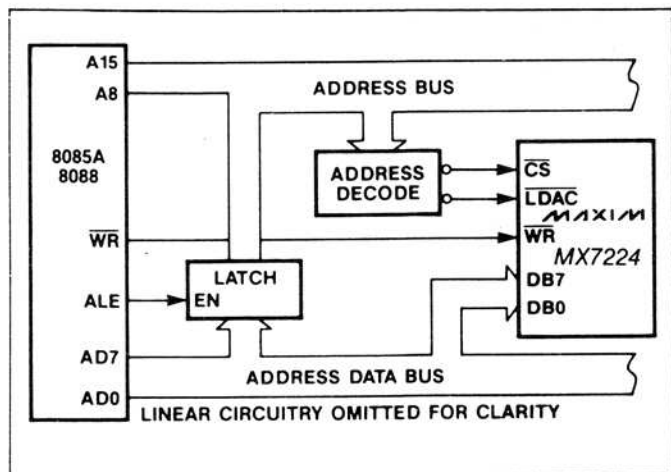 A15
ADDRESS BUS
A8
8085A
8088
ADDRESS
DECODE
CS
LDAC
MAXIM
WR
WR
MX7224
LATCH
DB7
ALE
EN
DB0
AD7
ADDRESS DATA BUS
AD0
LINEAR CIRCUITRY OMITTED FOR CLARITY